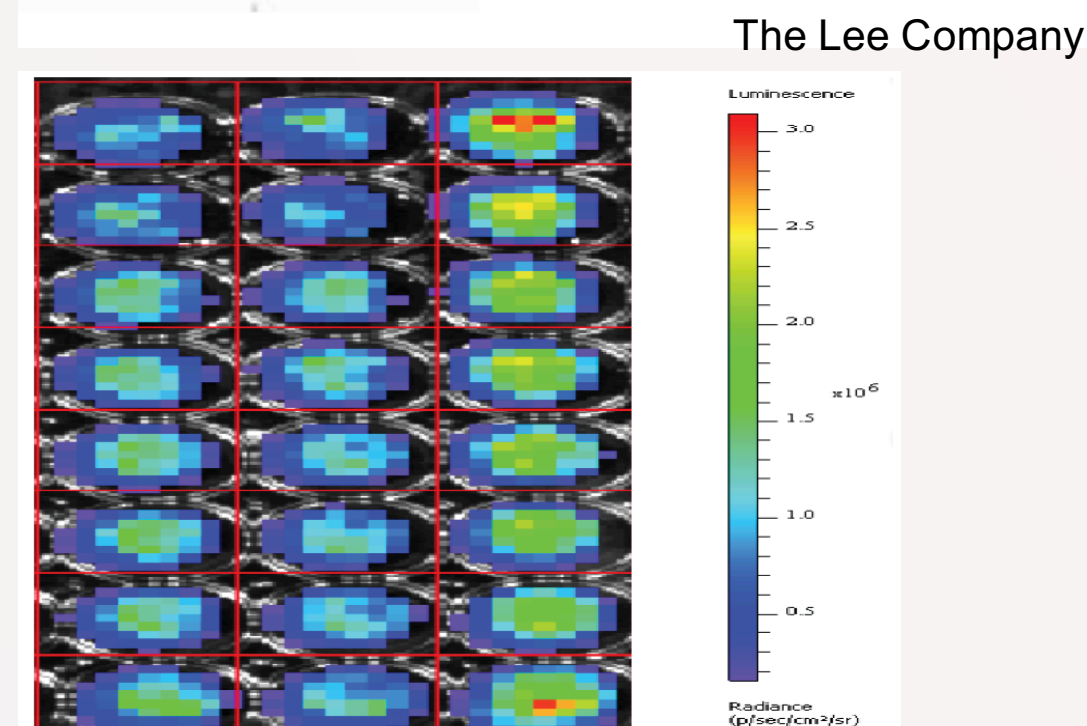 The Lee Company
Luminescence
3.0
2.5
2.0
x10⁶
1.5
1.0
0.5
Radiance
(p/sec/cm²/sr)